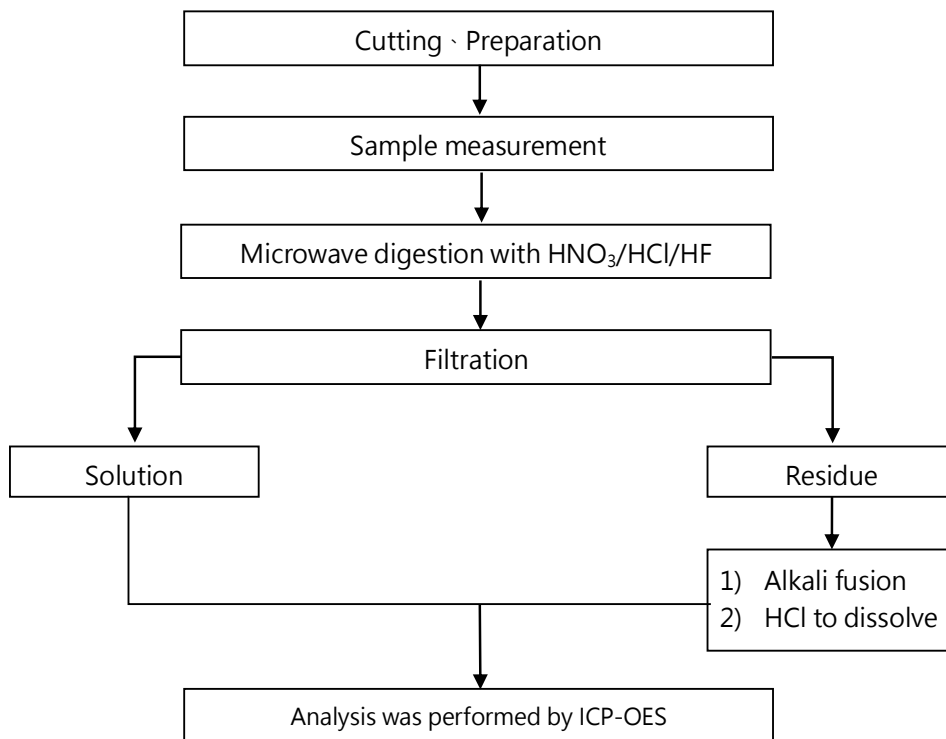 Cutting、Preparation
Sample measurement
Microwave digestion with HNO₃/HCl/HF
Filtration
Solution
Residue
1) Alkali fusion
2) HCl to dissolve
Analysis was performed by ICP-OES